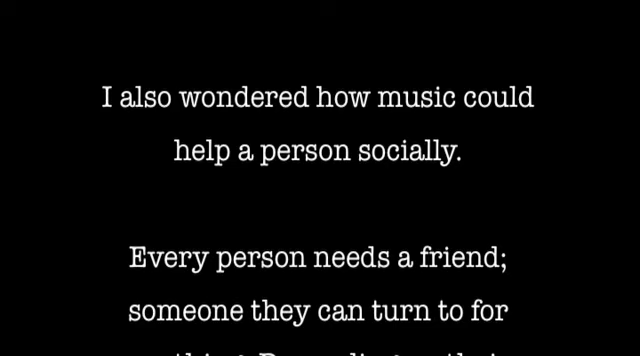 I also wondered how music could
help a person socially.
Every person needs a friend;
someone they can turn to for